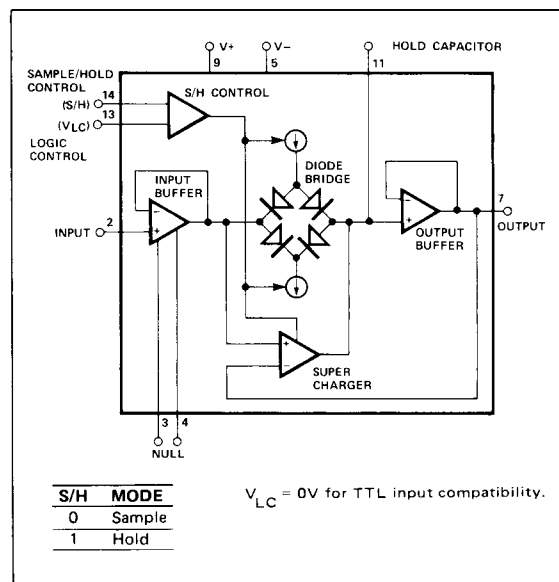 V+
V−
HOLD CAPACITOR
9
5
11
SAMPLE/HOLD
CONTROL
14
(S/H)
S/H CONTROL
13
(VLC)
LOGIC
CONTROL
DIODE
BRIDGE
INPUT
BUFFER
−
+
INPUT
2
−
+
7
OUTPUT
OUTPUT
BUFFER
+
−
SUPER
CHARGER
3
4
NULL
S/H MODE
0 Sample
1 Hold
VLC = 0V for TTL input compatibility.